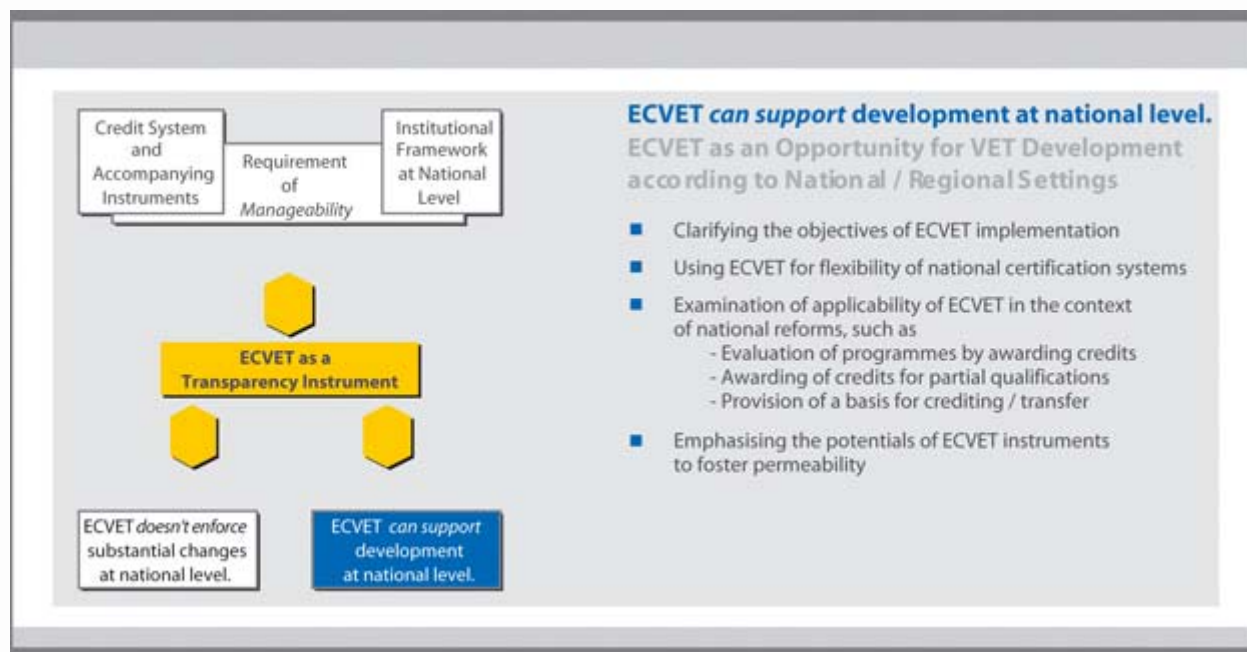 Credit System
and
Accompanying
Instruments
Requirement
of
Manageability
Institutional
Framework
at National
Level
ECVET as a
Transparency Instrument
ECVET doesn't enforce
substantial changes
at national level.
ECVET can support
development
at national level.
ECVET can support development at national level.
ECVET as an Opportunity for VET Development
according to National / Regional Settings
Clarifying the objectives of ECVET implementation
Using ECVET for flexibility of national certification systems
Examination of applicability of ECVET in the context
of national reforms, such as
- Evaluation of programmes by awarding credits
- Awarding of credits for partial qualifications
- Provision of a basis for crediting / transfer
Emphasising the potentials of ECVET instruments
to foster permeability